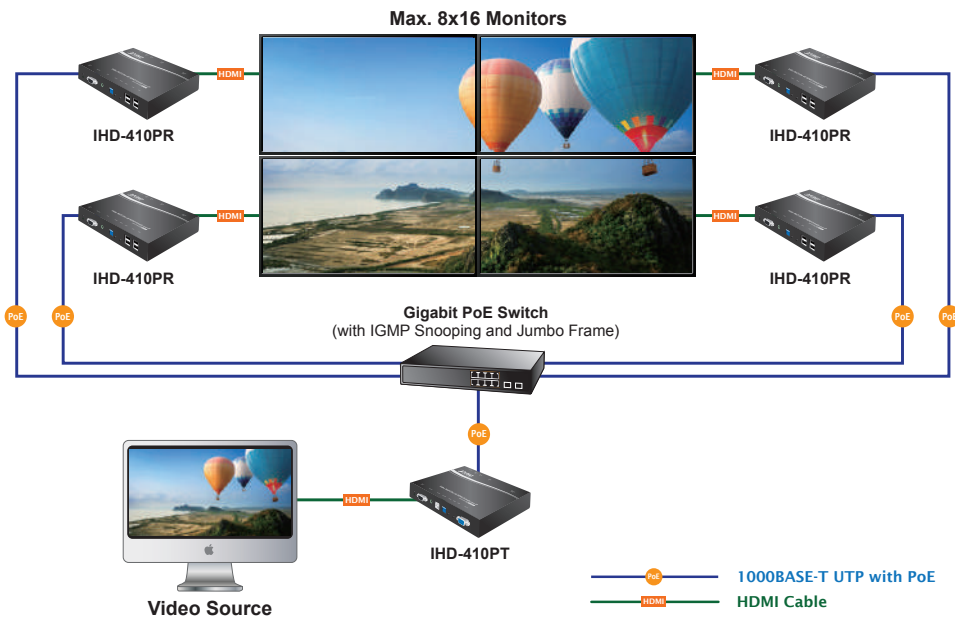 Max. 8x16 Monitors
HDMI
HDMI
IHD-410PR
IHD-410PR
HDMI
HDMI
IHD-410PR
IHD-410PR
PoE
PoE
Gigabit PoE Switch
(with IGMP Snooping and Jumbo Frame)
PoE
PoE
PoE
HDMI
IHD-410PT
Video Source
PoE
1000BASE-T UTP with PoE
HDMI
HDMI Cable